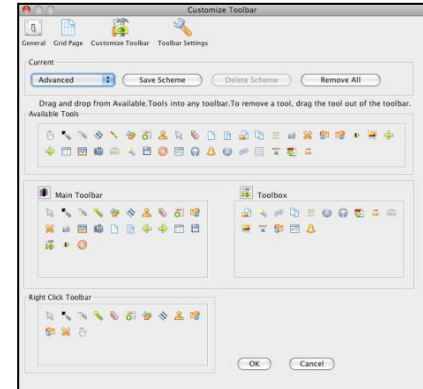 Customize Toolbar
General Grid Page Customize Toolbar Toolbar Settings
Current
Advanced Save Scheme Delete Scheme Remove All
Drag and drop from Available.Tools into any toolbar.To remove a tool, drag the tool out of the toolbar.
Available Tools
Main Toolbar Toolbox
Right Click Toolbar
OK Cancel